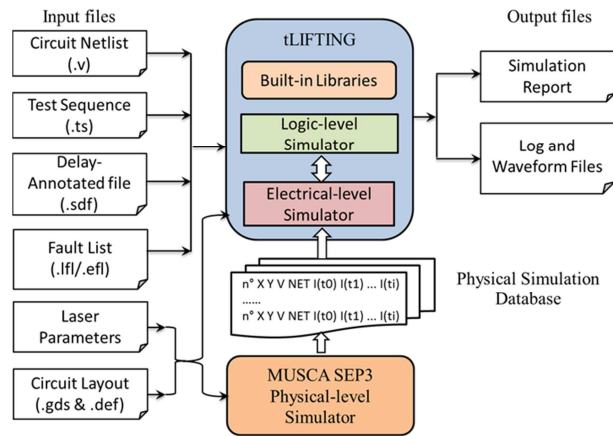 Input files
Circuit Netlist
(.v)
Test Sequence
(.ts)
Delay-
Annotated file
(.sdf)
Fault List
(.lfl/.efl)
Laser
Parameters
Circuit Layout
(.gds & .def)
tLIFTING
Built-in Libraries
Logic-level
Simulator
Electrical-level
Simulator
n° X Y V NET I(t0) I(t1) ... I(ti)
......
n° X Y V NET I(t0) I(t1) ... I(ti)
MUSCA SEP3
Physical-level
Simulator
Output files
Simulation
Report
Log and
Waveform Files
Physical Simulation
Database